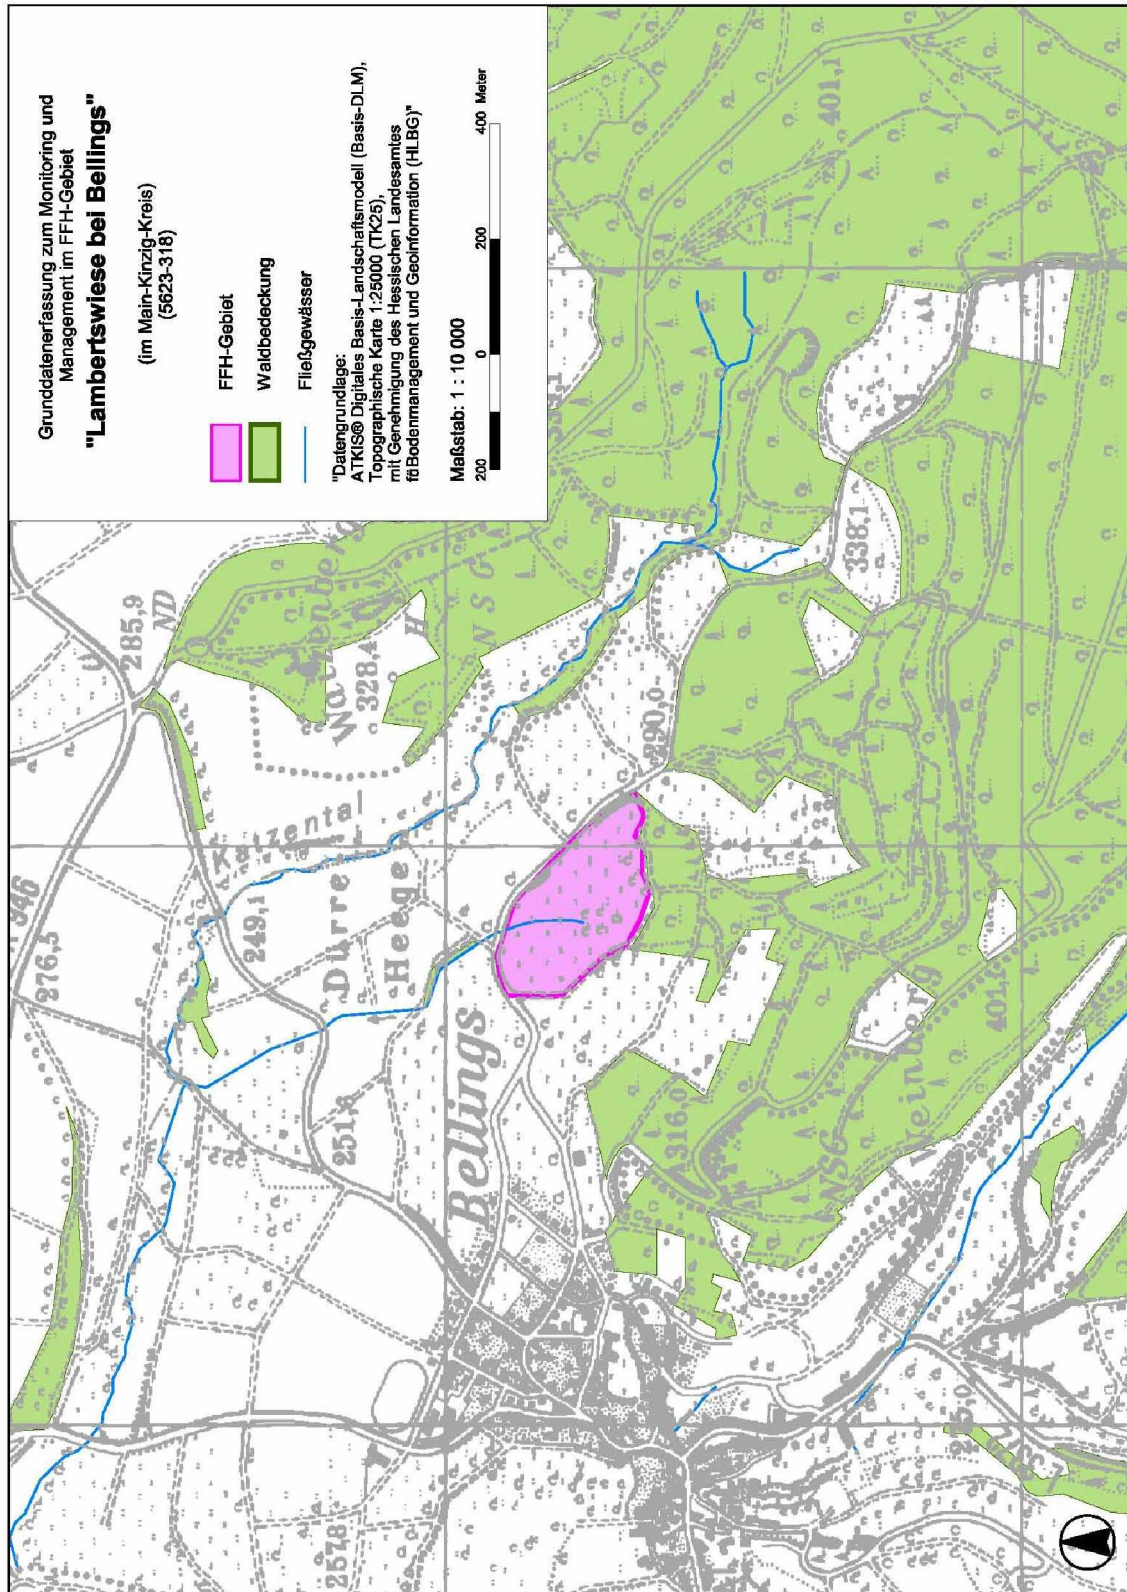 Grunddatenerfassung zum Monitoring und
Management im FFH-Gebiet
"Lambertswiese bei Bellings"
(im Main-Kinzig-Kreis)
(5623-318)
FFH-Gebiet
Waldbedeckung
Fließgewässer
"Datengrundlage:
ATKIS® Digitales Basis-Landschaftsmodell (Basis-DLM),
Topographische Karte 1:25000 (TK25),
mit Genehmigung des Hessischen Landesamtes
fü Bodenmanagement und Geoinformation (HLBG)"
Maßstab: 1 : 10 000
200 0 200 400 Meter
276,5
285,9
ND
249,1
Katzental
Dürre
Heege
328,4
H
W S G
251,8
Bellings
290,0
338,1
401,1
316,0
NSG Weinberg
401,2
257,8